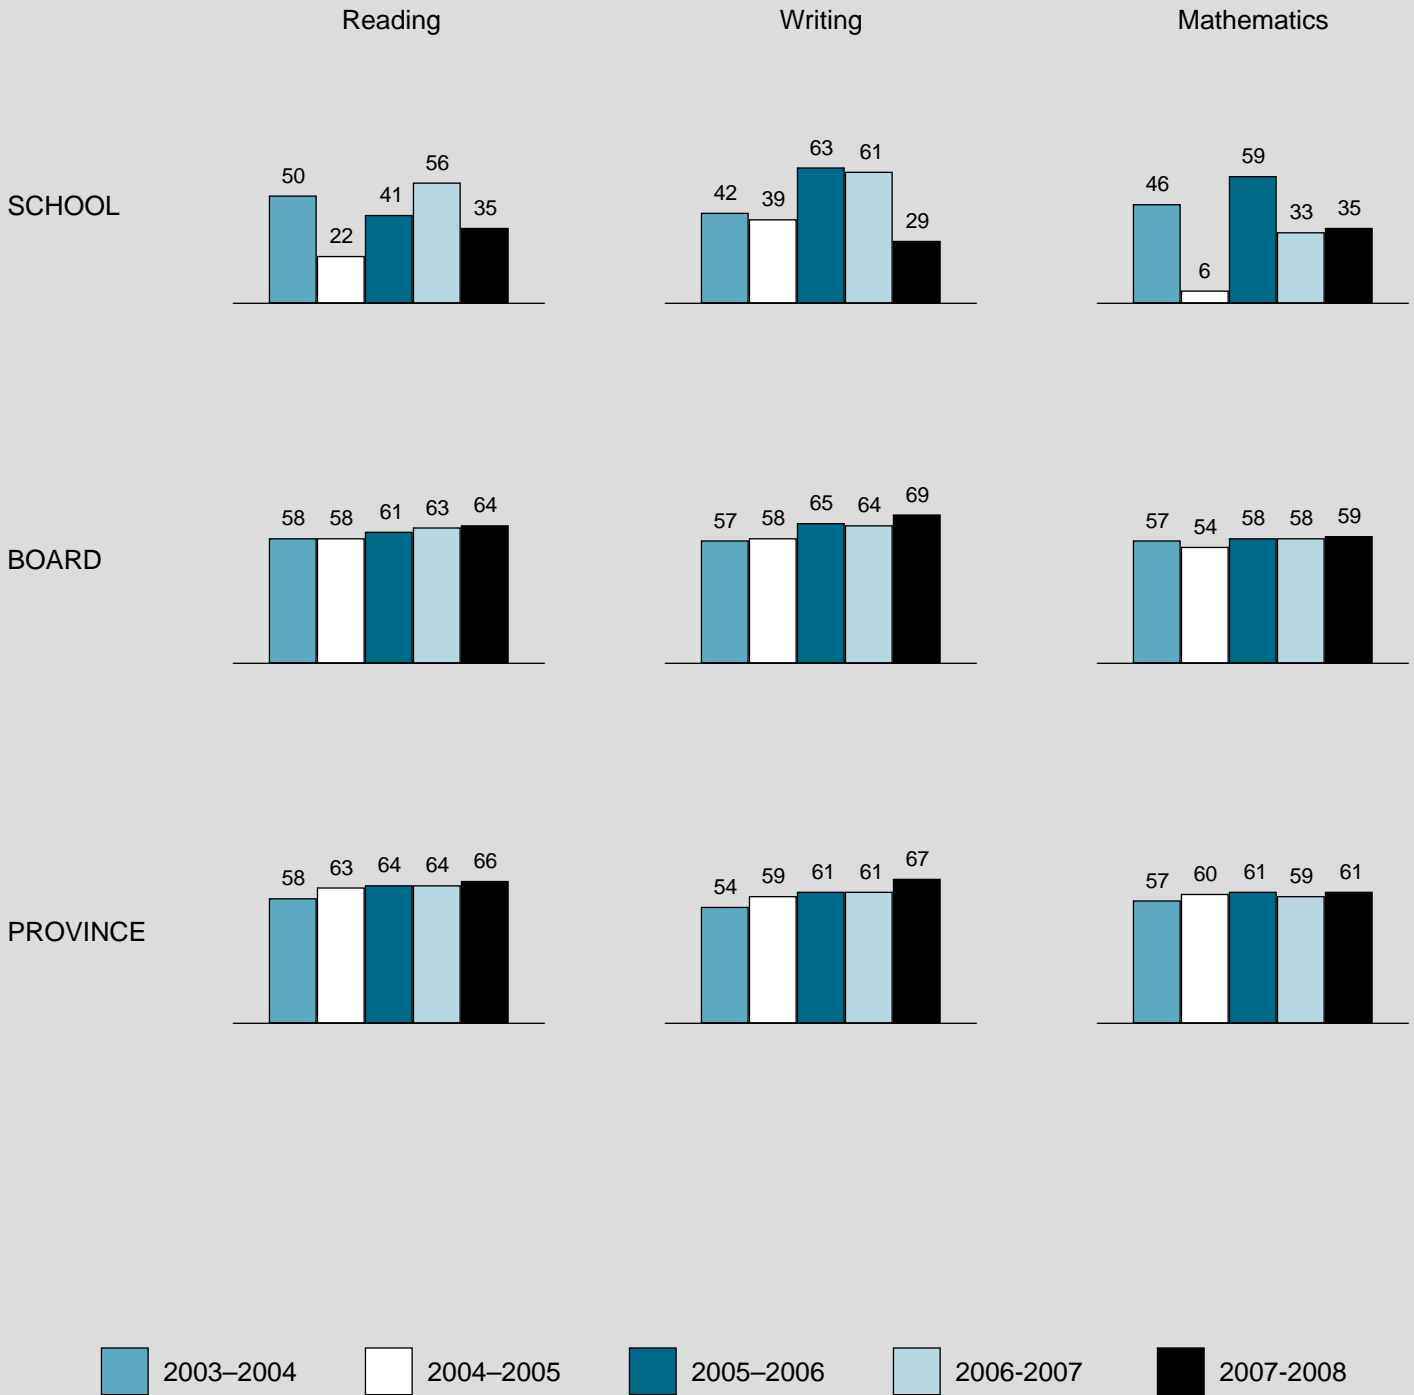 Reading Writing Mathematics
SCHOOL
50 22 41 56 35
42 39 63 61 29
46 6 59 33 35
BOARD
58 58 61 63 64
57 58 65 64 69
57 54 58 58 59
PROVINCE
58 63 64 64 66
54 59 61 61 67
57 60 61 59 61
2003–2004 2004–2005 2005–2006 2006-2007 2007-2008